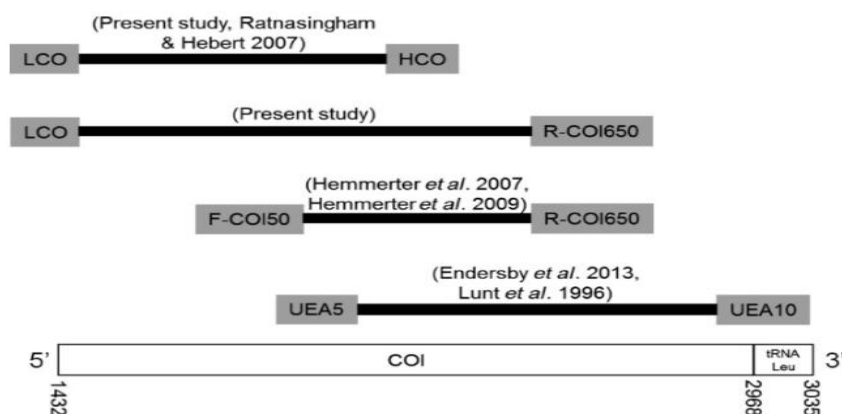 (Present study, Ratnasingham
& Hebert 2007)
LCO HCO
(Present study)
LCO R-COI650
(Hemmerter et al. 2007,
Hemmerter et al. 2009)
F-COI50 R-COI650
(Endersby et al. 2013,
Lunt et al. 1996)
UEA5 UEA10
5’ COI tRNA Leu 3’
1432 2968 3035